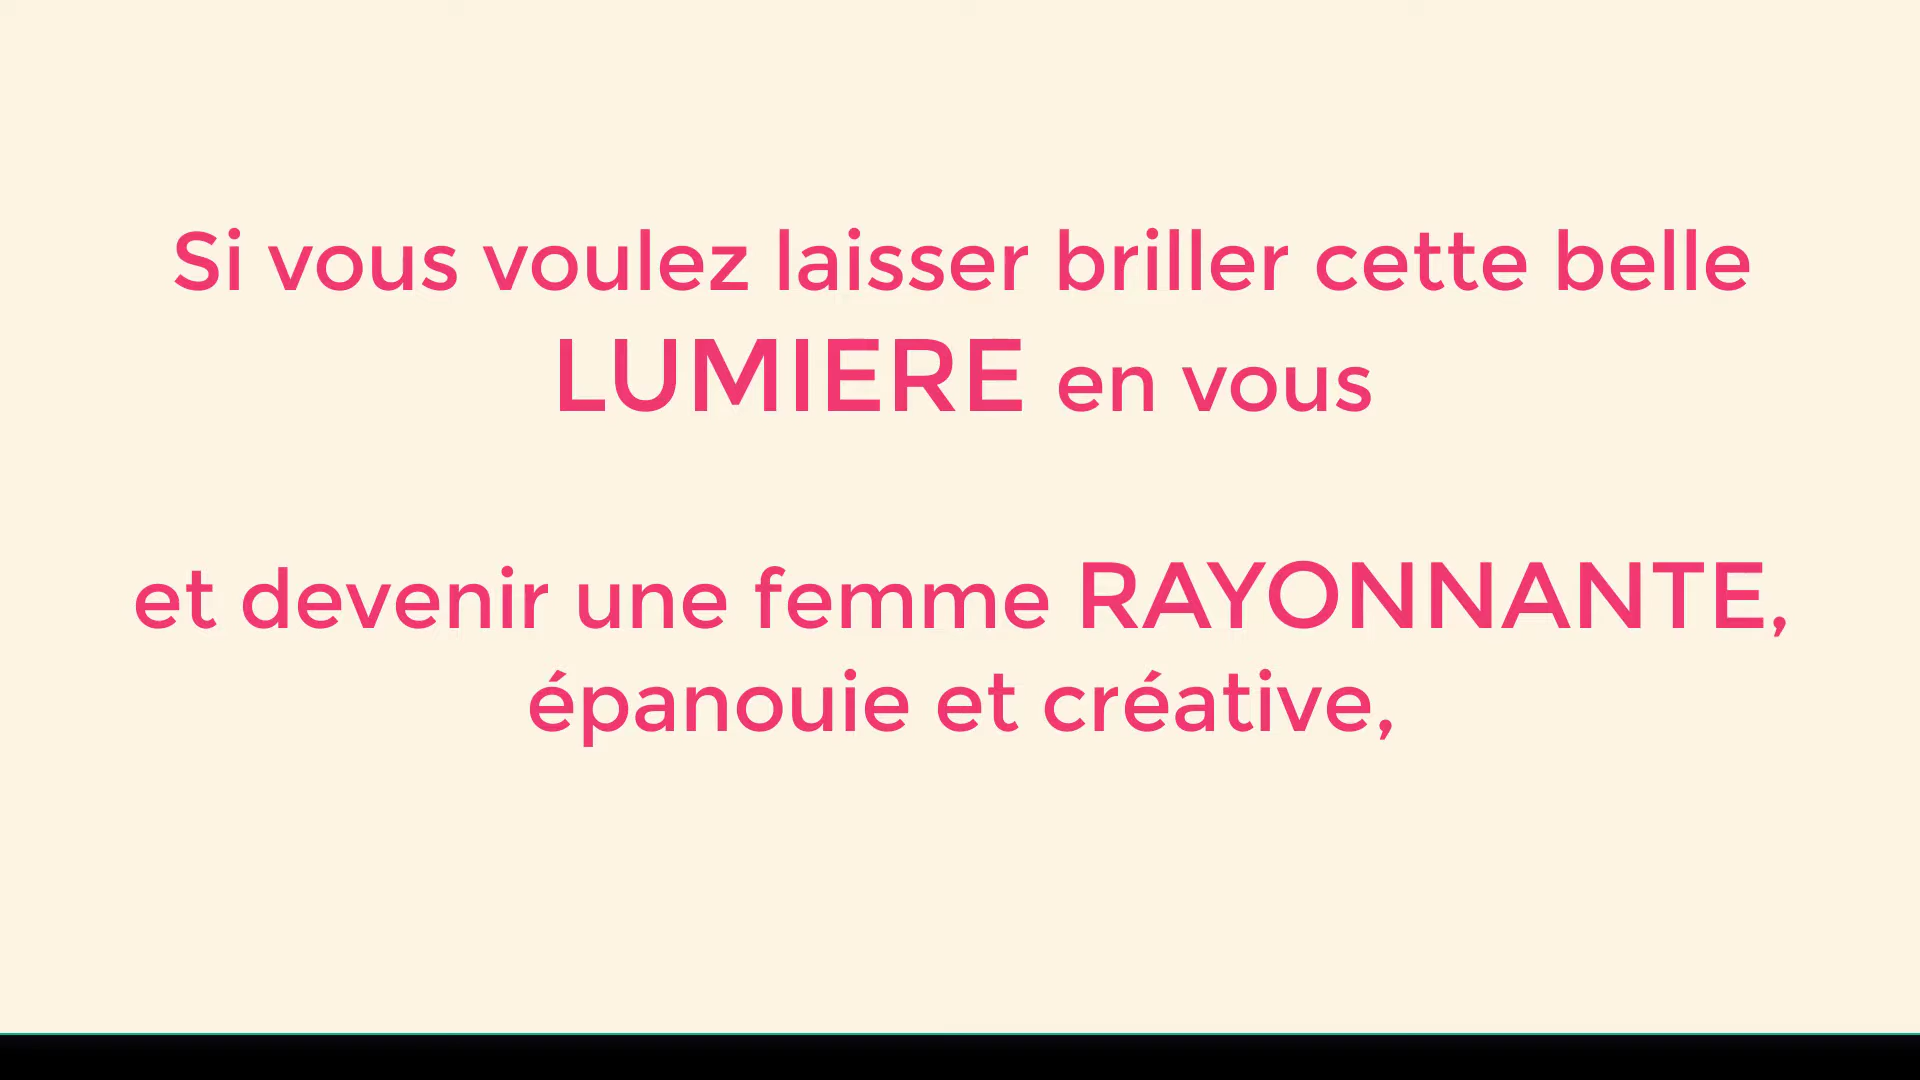 Si vous voulez laisser briller cette belle
LUMIERE en vous
et devenir une femme RAYONNANTE,
épanouie et créative,